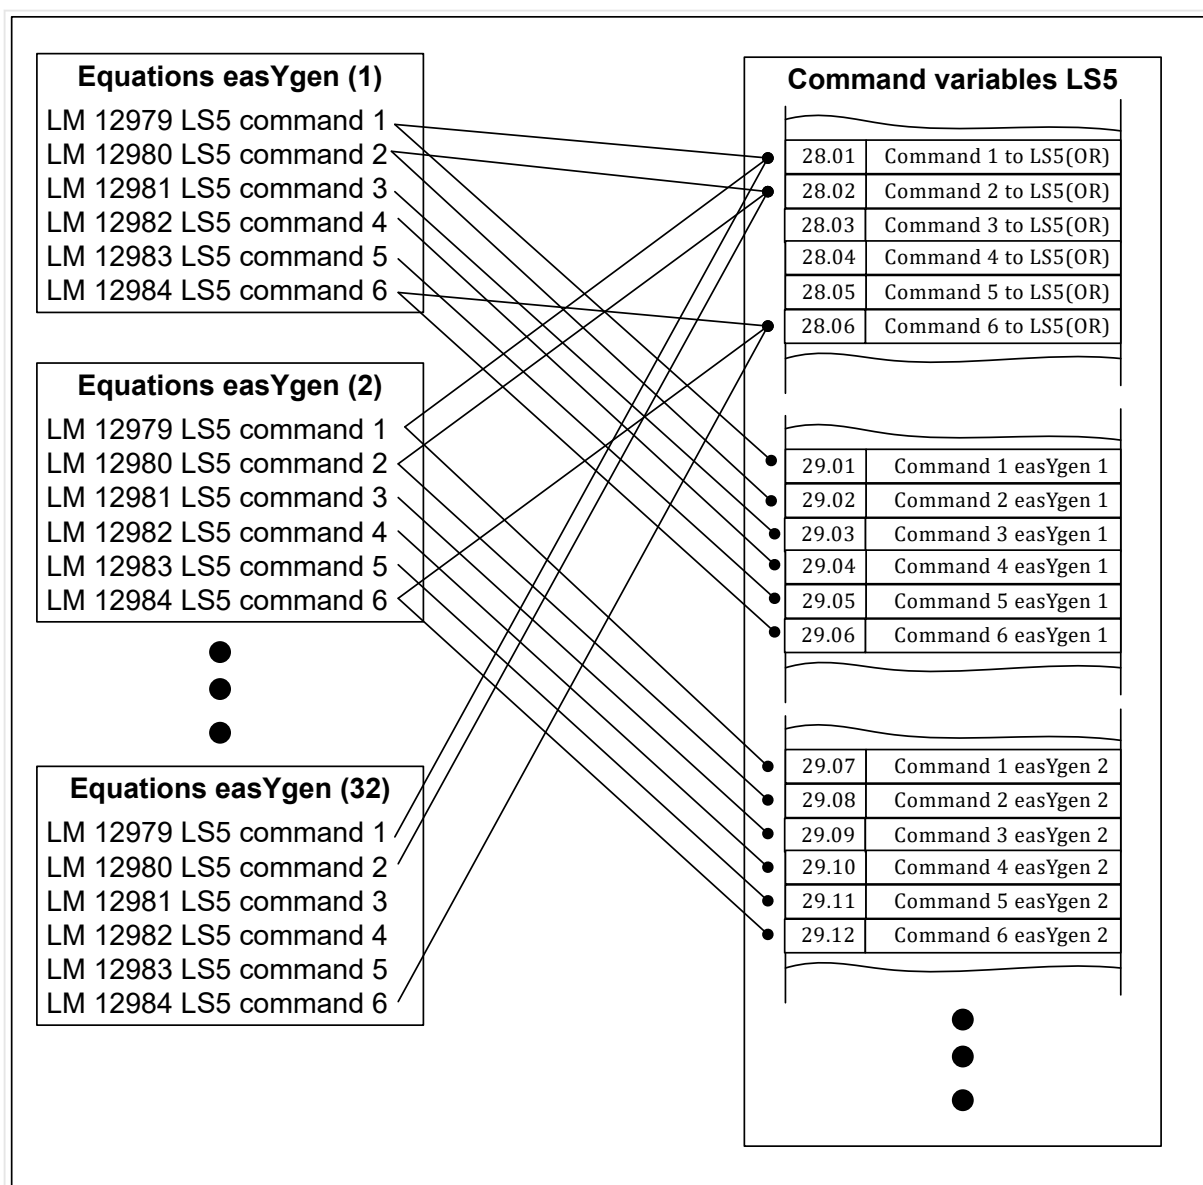 Equations easYgen (1)
LM 12979 LS5 command 1
LM 12980 LS5 command 2
LM 12981 LS5 command 3
LM 12982 LS5 command 4
LM 12983 LS5 command 5
LM 12984 LS5 command 6
Equations easYgen (2)
LM 12979 LS5 command 1
LM 12980 LS5 command 2
LM 12981 LS5 command 3
LM 12982 LS5 command 4
LM 12983 LS5 command 5
LM 12984 LS5 command 6
Equations easYgen (32)
LM 12979 LS5 command 1
LM 12980 LS5 command 2
LM 12981 LS5 command 3
LM 12982 LS5 command 4
LM 12983 LS5 command 5
LM 12984 LS5 command 6
Command variables LS5
28.01 Command 1 to LS5(OR)
28.02 Command 2 to LS5(OR)
28.03 Command 3 to LS5(OR)
28.04 Command 4 to LS5(OR)
28.05 Command 5 to LS5(OR)
28.06 Command 6 to LS5(OR)
29.01 Command 1 easYgen 1
29.02 Command 2 easYgen 1
29.03 Command 3 easYgen 1
29.04 Command 4 easYgen 1
29.05 Command 5 easYgen 1
29.06 Command 6 easYgen 1
29.07 Command 1 easYgen 2
29.08 Command 2 easYgen 2
29.09 Command 3 easYgen 2
29.10 Command 4 easYgen 2
29.11 Command 5 easYgen 2
29.12 Command 6 easYgen 2